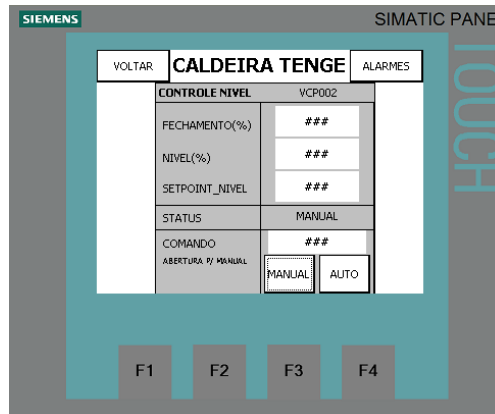 SIEMENS
SIMATIC PANE
TOUCH
VOLTAR
CALDEIRA TENGE
ALARMES
CONTROLE NIVEL VCP002
FECHAMENTO(%) ###
NIVEL(%) ###
SETPOINT_NIVEL ###
STATUS MANUAL
COMANDO ###
ABERTURA P/ MANUAL
MANUAL AUTO
F1 F2 F3 F4